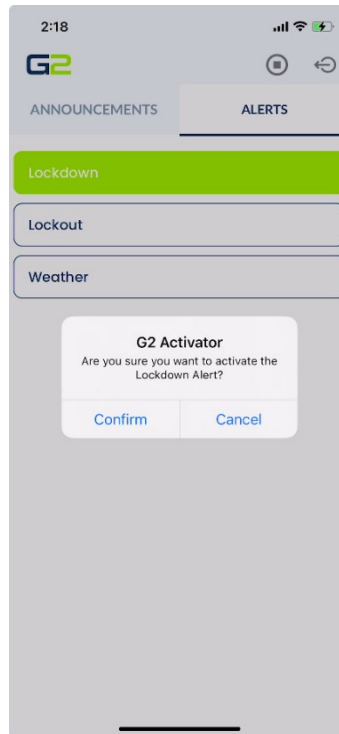 2:18
G2
ANNOUNCEMENTS
ALERTS
Lockdown
Lockout
Weather
G2 Activator
Are you sure you want to activate the
Lockdown Alert?
Confirm
Cancel